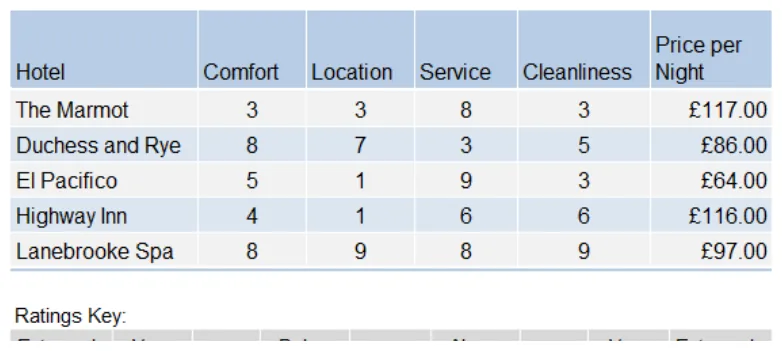 Price per
Hotel Comfort Location Service Cleanliness Night
The Marmot 3 3 8 3 £117.00
Duchess and Rye 8 7 3 5 £86.00
El Pacifico 5 1 9 3 £64.00
Highway Inn 4 1 6 6 £116.00
Lanebrooke Spa 8 9 8 9 £97.00
Ratings Key: